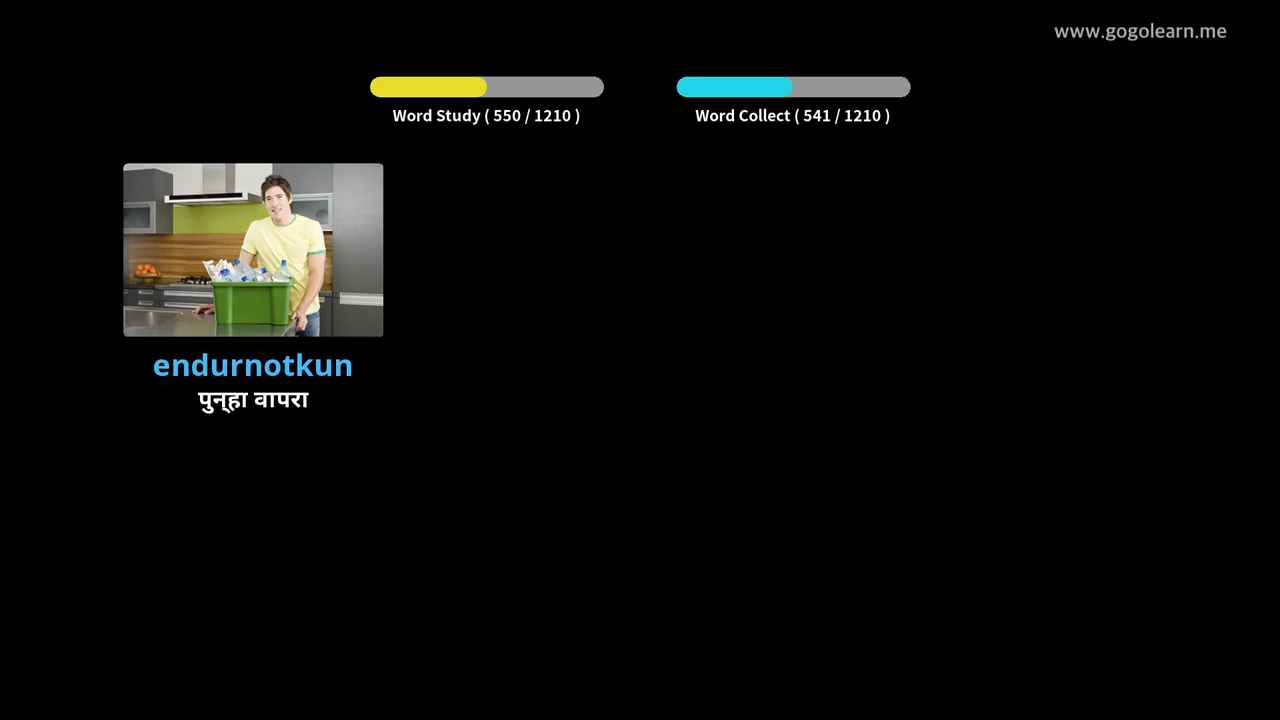 www.gogolearn.me
Word Study ( 550 / 1210 )
Word Collect ( 541 / 1210 )
endurnotkun
पुन्हा वापरा